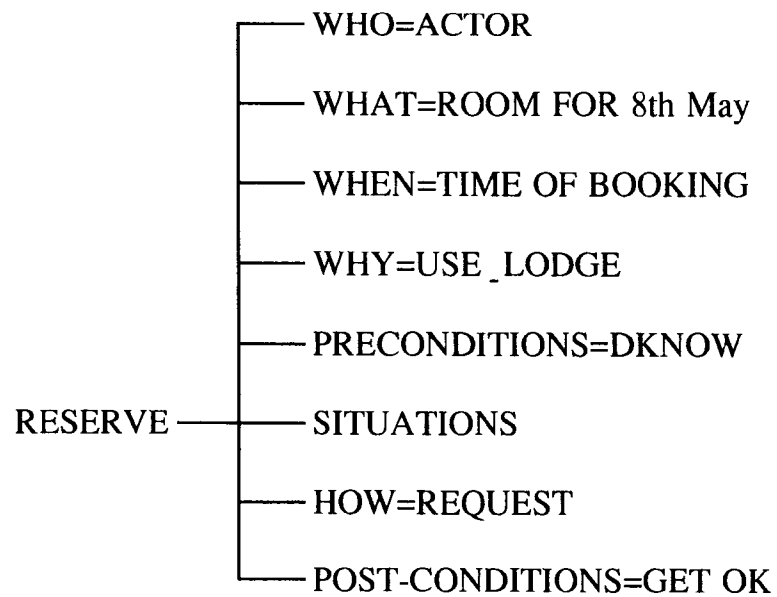 WHO=ACTOR
WHAT=ROOM FOR 8th May
WHEN=TIME OF BOOKING
WHY=USE_LODGE
PRECONDITIONS=DKNOW
RESERVE SITUATIONS
HOW=REQUEST
POST-CONDITIONS=GET OK